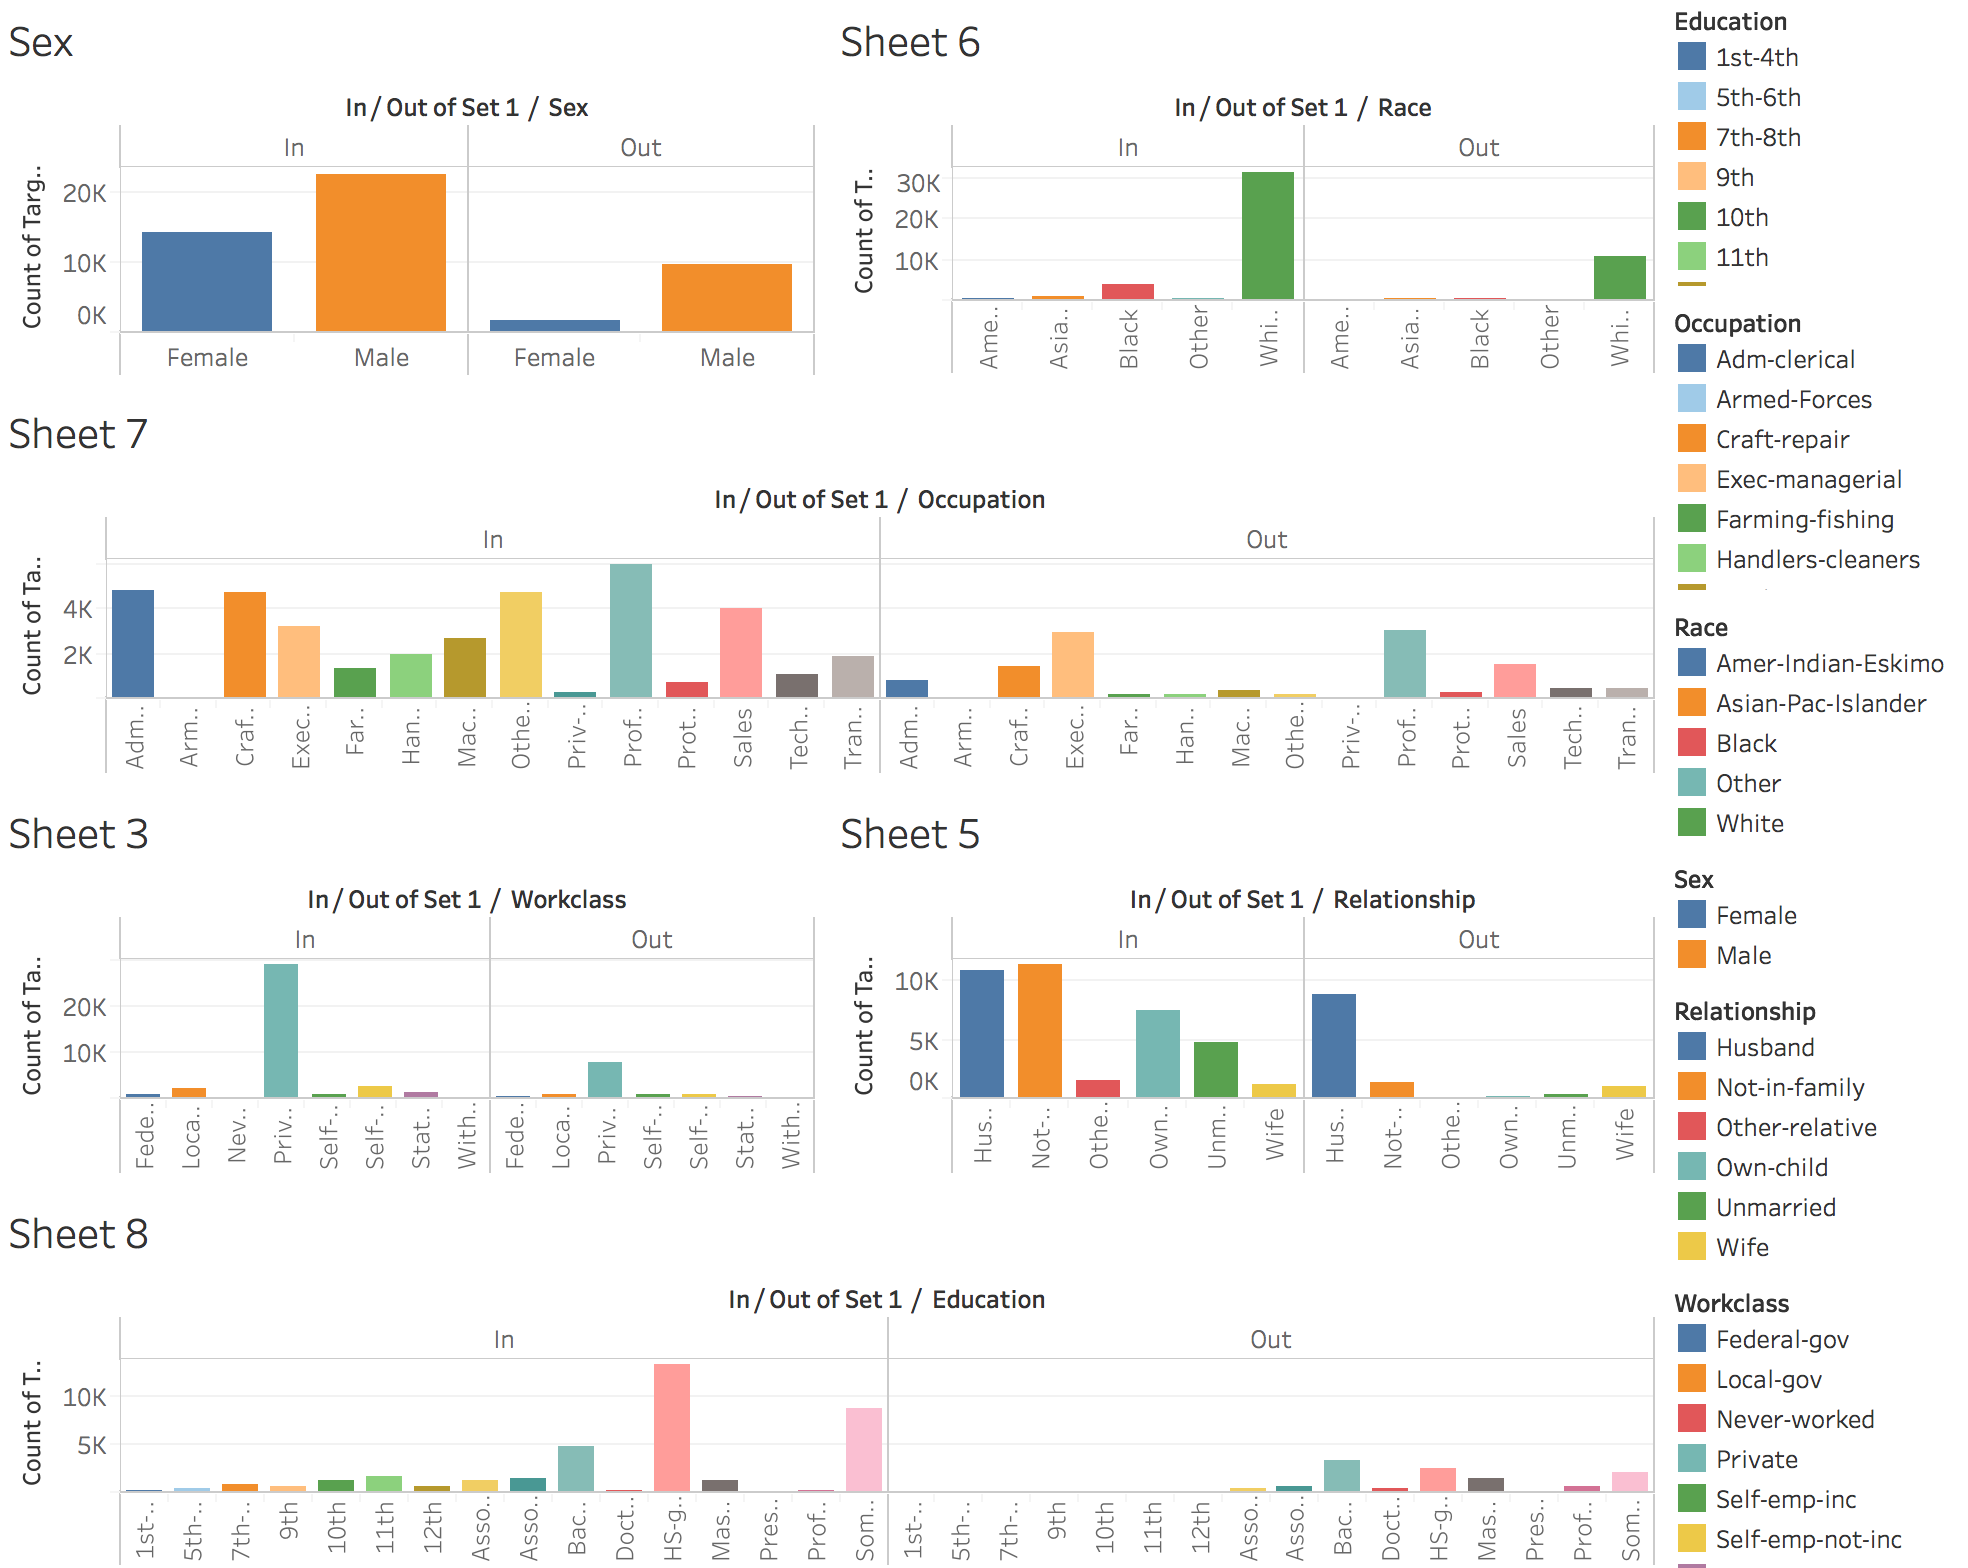 Sex
In / Out of Set 1 / Sex
In Out
Count of Targ..
20K
10K
0K
Female Male Female Male
Sheet 6
In / Out of Set 1 / Race
In Out
Count of T..
30K
20K
10K
Ame.. Asia.. Black Other Whi.. Ame.. Asia.. Black Other Whi..
Sheet 7
In / Out of Set 1 / Occupation
In Out
Count of Ta..
4K
2K
Adm.. Arm.. Craf.. Exec.. Far.. Han.. Mac.. Othe.. Priv-.. Prof.. Prot.. Sales Tech.. Tran.. Adm.. Arm.. Craf.. Exec.. Far.. Han.. Mac.. Othe.. Priv-.. Prof.. Prot.. Sales Tech.. Tran..
Sheet 3
In / Out of Set 1 / Workclass
In Out
Count of Ta..
20K
10K
Fede.. Loca.. Nev.. Priv.. Self-.. Self-.. Stat.. With.. Fede.. Loca.. Priv.. Self-.. Self-.. Stat.. With..
Sheet 5
In / Out of Set 1 / Relationship
In Out
Count of Ta..
10K
5K
0K
Hus.. Not-.. Othe.. Own.. Unm.. Wife Hus.. Not-.. Othe.. Own.. Unm.. Wife
Sheet 8
In / Out of Set 1 / Education
In Out
Count of T..
10K
5K
1st-.. 5th-.. 7th-.. 9th 10th 11th 12th Asso.. Asso.. Bac.. Doct.. HS-g.. Mas.. Pres.. Prof.. Som.. 1st-.. 5th-.. 7th-.. 9th 10th 11th 12th Asso.. Asso.. Bac.. Doct.. HS-g.. Mas.. Pres.. Prof.. Som..
Education
1st-4th
5th-6th
7th-8th
9th
10th
11th
Occupation
Adm-clerical
Armed-Forces
Craft-repair
Exec-managerial
Farming-fishing
Handlers-cleaners
Race
Amer-Indian-Eskimo
Asian-Pac-Islander
Black
Other
White
Sex
Female
Male
Relationship
Husband
Not-in-family
Other-relative
Own-child
Unmarried
Wife
Workclass
Federal-gov
Local-gov
Never-worked
Private
Self-emp-inc
Self-emp-not-inc